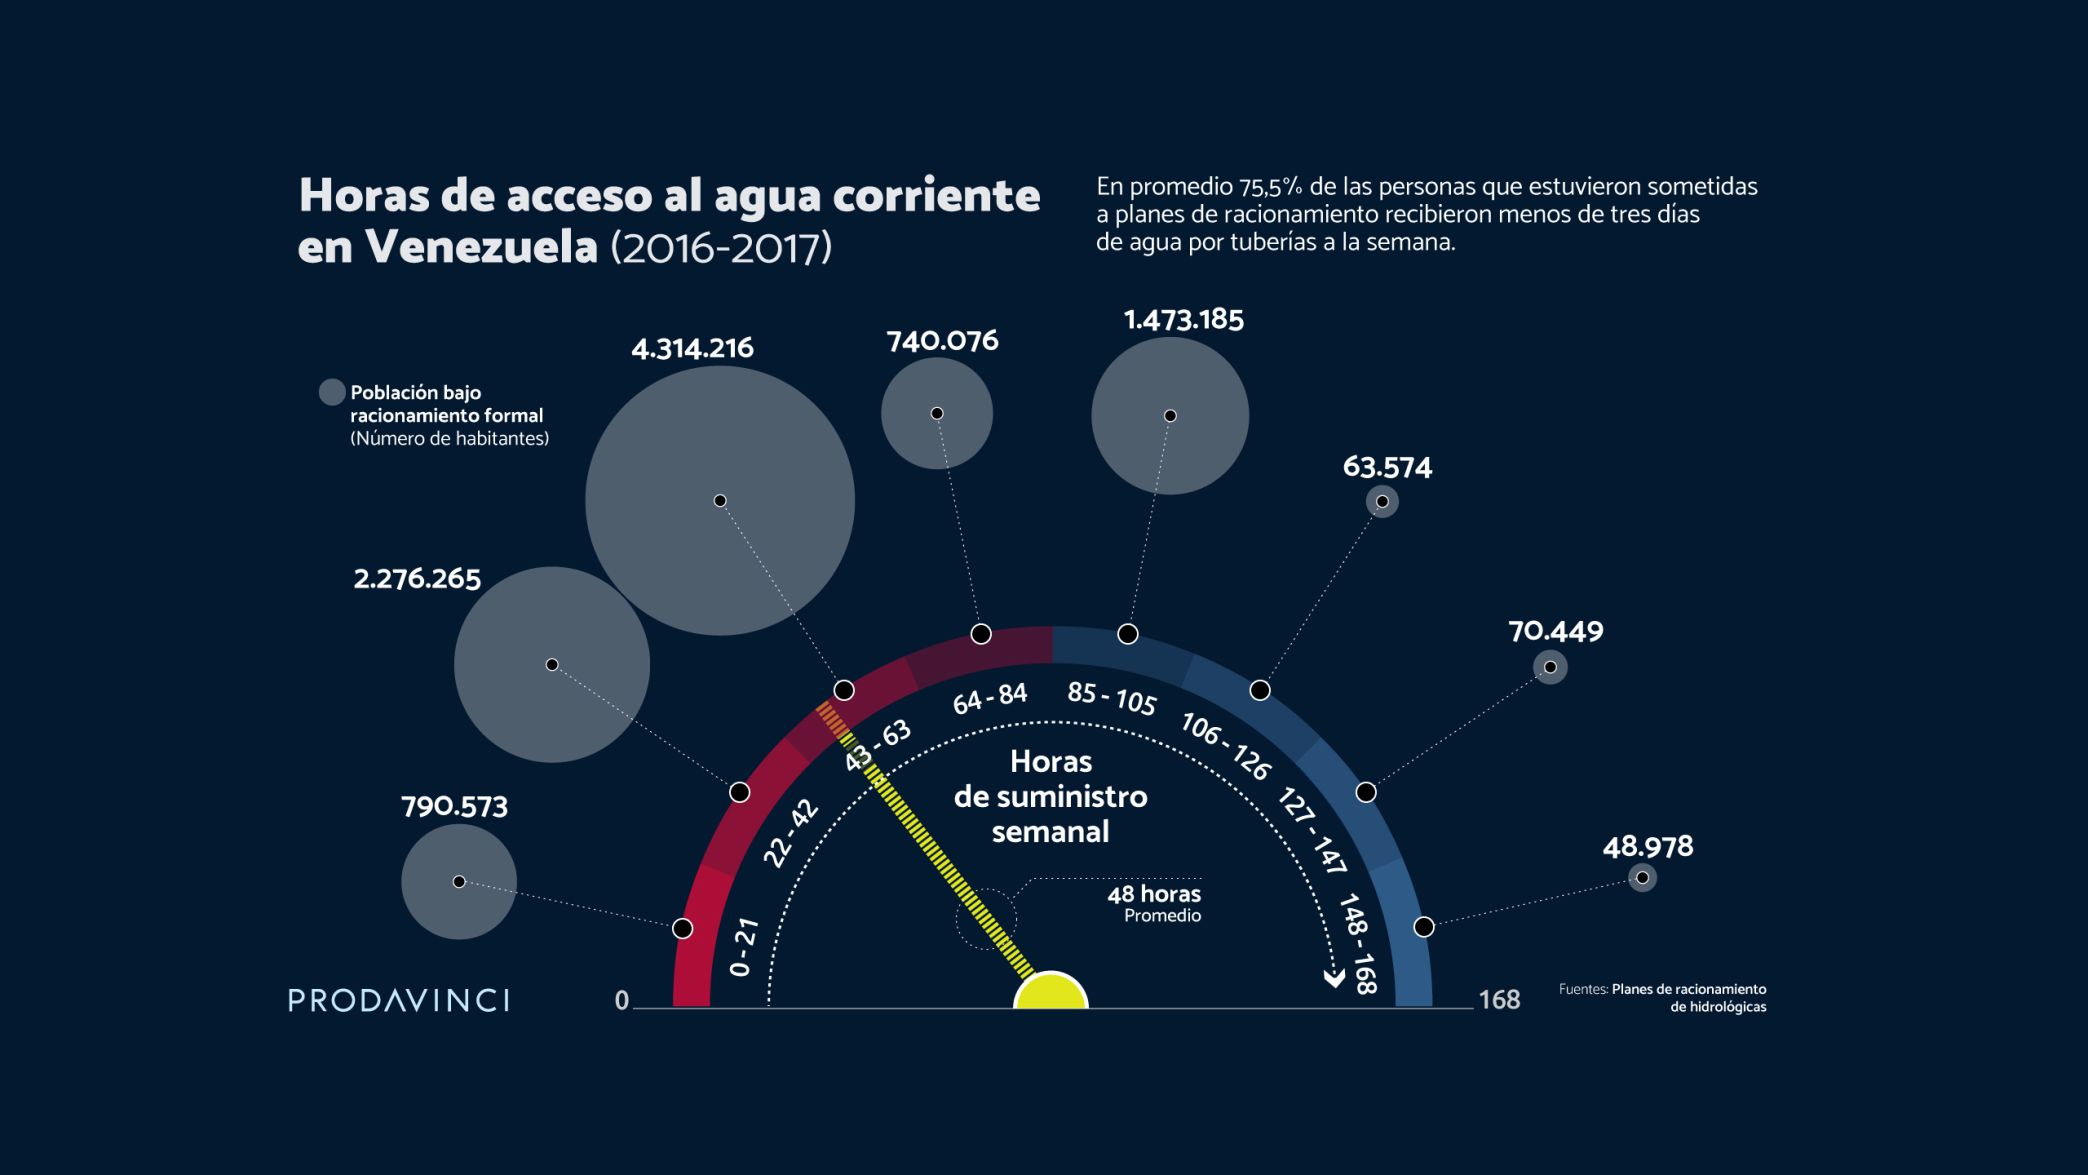 Horas de acceso al agua corriente
en Venezuela (2016-2017)
En promedio 75,5% de las personas que estuvieron sometidas
a planes de racionamiento recibieron menos de tres días
de agua por tuberías a la semana.
Población bajo
racionamiento formal
(Número de habitantes)
790.573
2.276.265
4.314.216
740.076
1.473.185
63.574
70.449
48.978
0-21
22-42
43-63
64-84
85-105
106-126
127-147
148-168
Horas
de suministro
semanal
48 horas
Promedio
0
168
PRODAVINCI
Fuentes: Planes de racionamiento
de hidrológicas